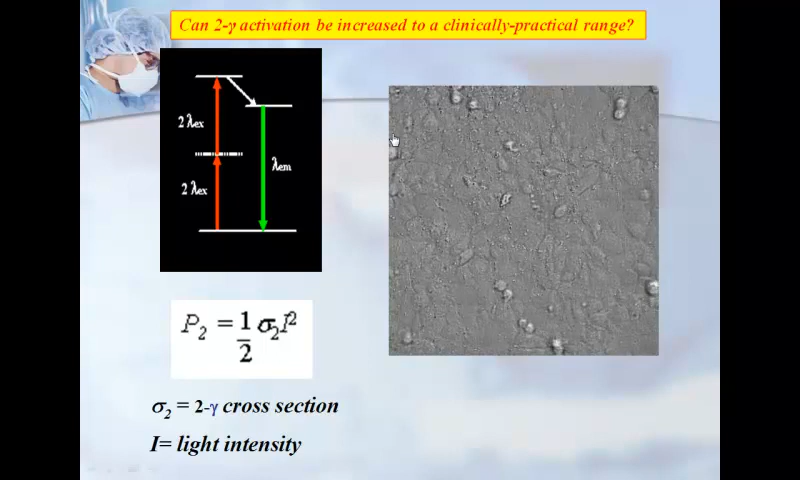 Can 2-γ activation be increased to a clinically-practical range?
2 λex
λem
2 λex
P₂ = 1/2 σ₂I²
σ₂ = 2-γ cross section
I= light intensity